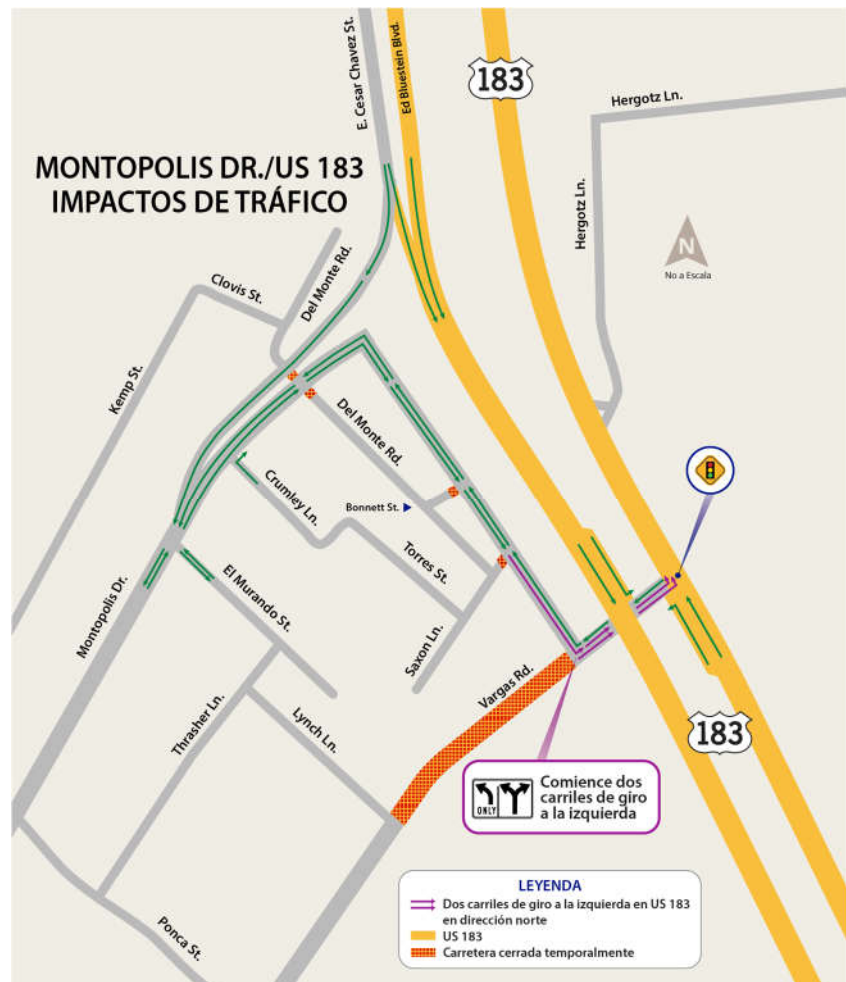 E. Cesar Chavez St.
Ed Bluestein Blvd.
183
Hergotz Ln.
MONTOPOLIS DR./US 183
IMPACTOS DE TRÁFICO
Hergotz Ln.
N
No a Escala
Del Monte Rd.
Clovis St.
Kemp St.
Del Monte Rd.
Crumley Ln.
Bonnett St.
Torres St.
El Murando St.
Montopolis Dr.
Saxon Ln.
Vargas Rd.
Thrasher Ln.
Lynch Ln.
183
ONLY
Comience dos
carriles de giro
a la izquierda
Ponca St.
LEYENDA
Dos carriles de giro a la izquierda en US 183
en dirección norte
US 183
Carretera cerrada temporalmente